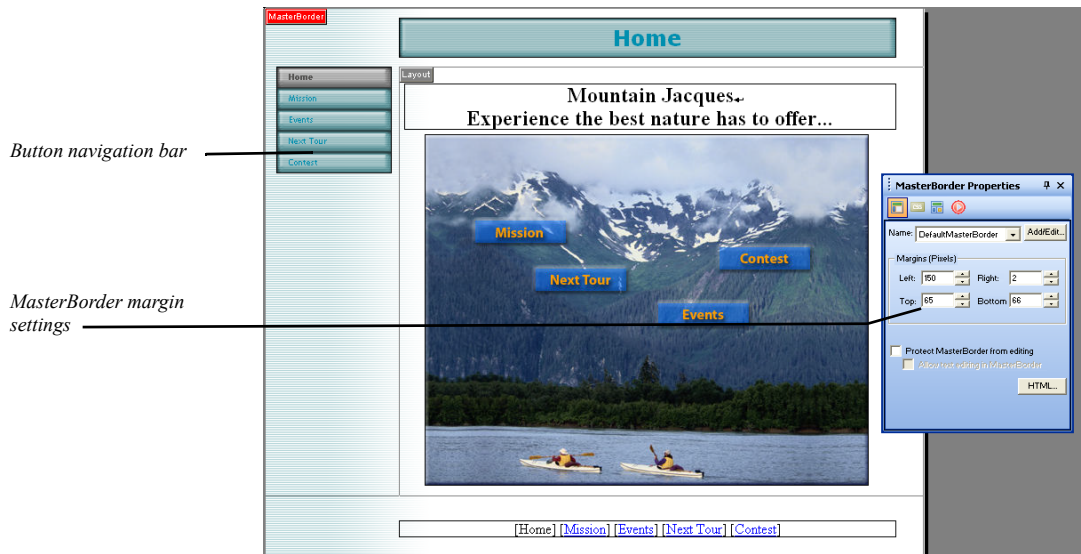 MasterBorder
Home
Home
Mission
Events
Next Tour
Contest
Layout
Mountain Jacques
Experience the best nature has to offer...
Button navigation bar
Mission
Contest
Next Tour
Events
MasterBorder margin
settings
MasterBorder Properties
Name: DefaultMasterBorder Add/Edit...
Margins (Pixels)
Left: 150 Right: 2
Top: 65 Bottom 66
Protect MasterBorder from editing
Allow text editing in MasterBorder
HTML...
[Home] [Mission] [Events] [Next Tour] [Contest]